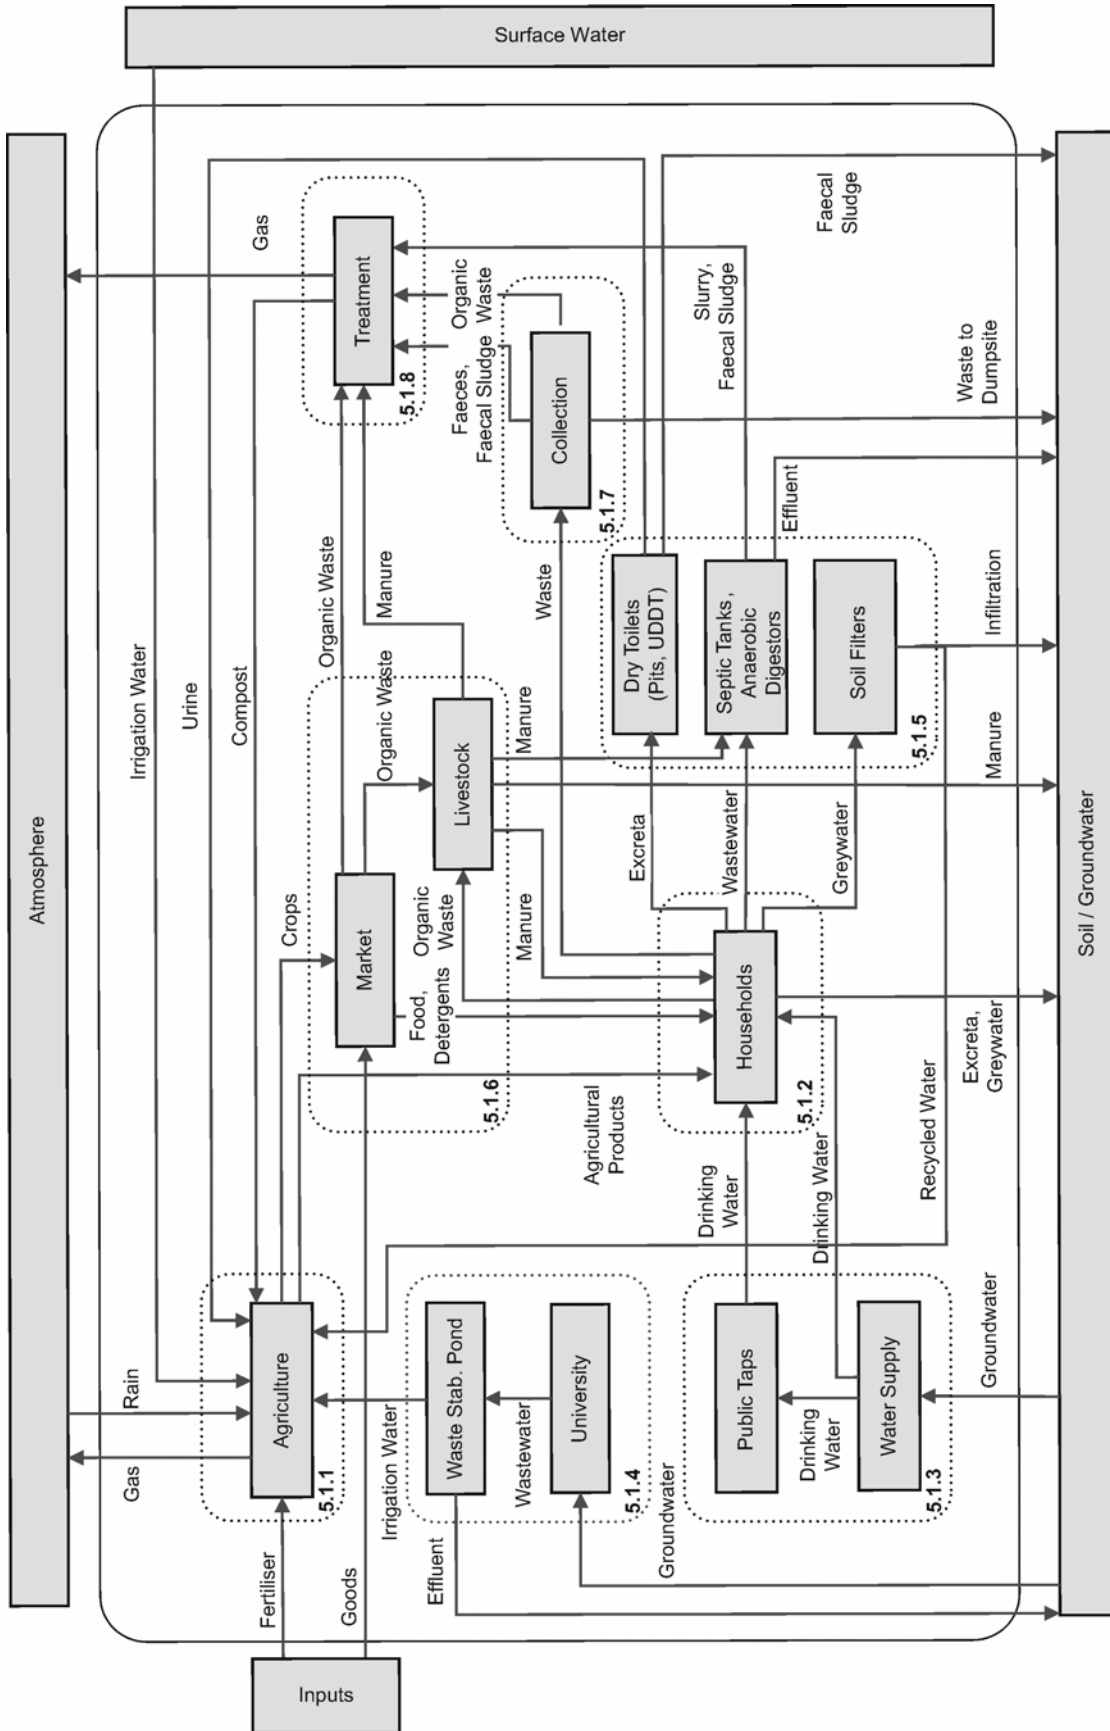 Atmosphere
Surface Water
Soil / Groundwater
Inputs
Fertiliser
Goods
Gas
Rain
Irrigation Water
Urine
Compost
Gas
Agriculture
5.1.1
Crops
Organic Waste
Market
Organic Waste
Livestock
Manure
Food,
Detergents
Organic
Waste
Manure
Manure
5.1.6
Treatment
5.1.8
Organic
Waste
Faeces,
Faecal Sludge
Collection
5.1.7
Waste
Irrigation Water
Waste Stab. Pond
Wastewater
University
5.1.4
Effluent
Groundwater
Agricultural
Products
Households
5.1.2
Excreta
Wastewater
Greywater
Dry Toilets
(Pits, UDDT)
Septic Tanks,
Anaerobic
Digestors
Soil Filters
5.1.5
Slurry,
Faecal Sludge
Effluent
Faecal
Sludge
Waste to
Dumpsite
Infiltration
Manure
Excreta,
Greywater
Recycled Water
Drinking
Water
Drinking Water
Public Taps
Drinking
Water
Water Supply
5.1.3
Groundwater